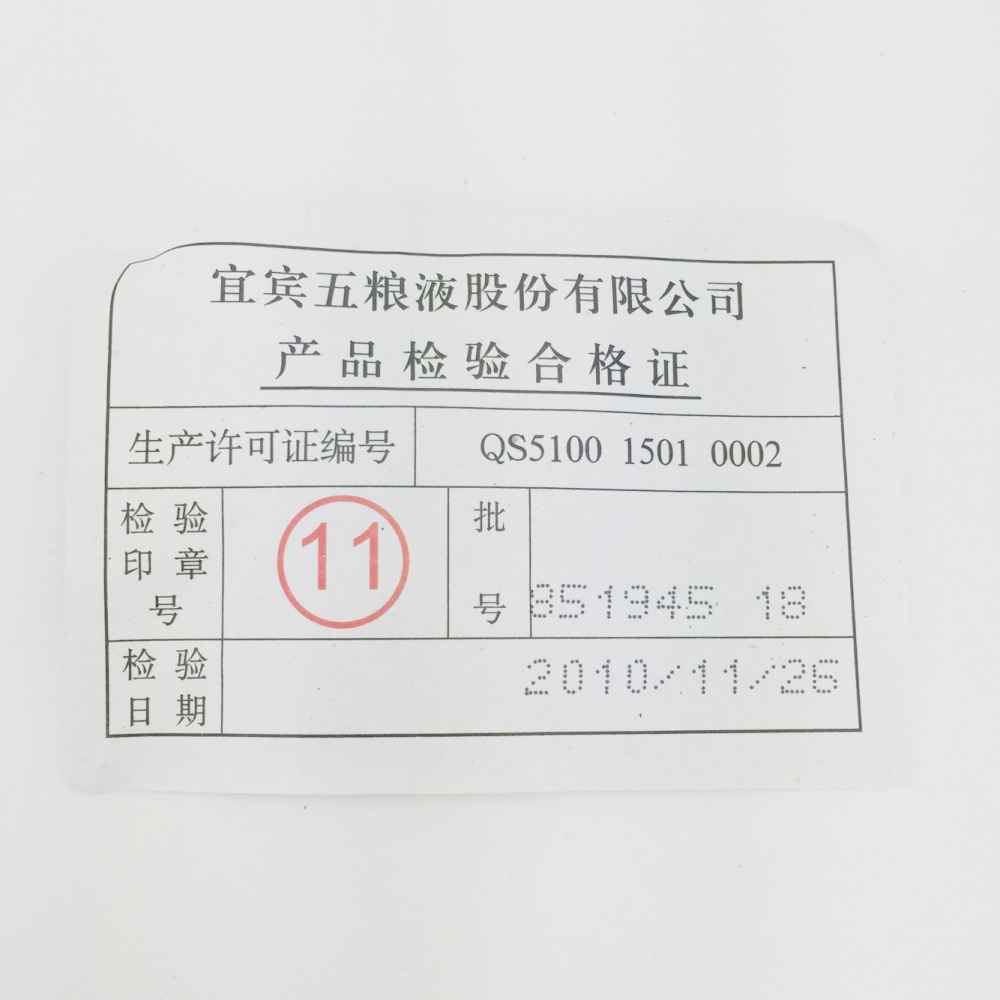 宜宾五粮液股份有限公司
产品检验合格证
生产许可证编号 QS5100 1501 0002
检验印章号 11 批号 851945 18
检验日期 2010/11/26